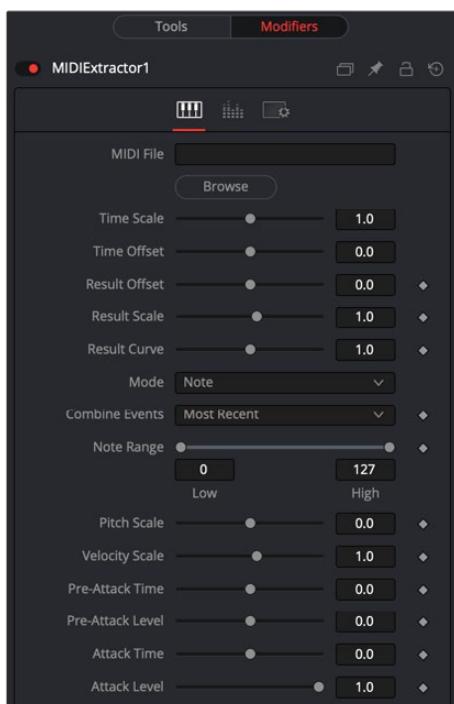 Tools Modifiers
MIDIExtractor1
MIDI File
Browse
Time Scale 1.0
Time Offset 0.0
Result Offset 0.0
Result Scale 1.0
Result Curve 1.0
Mode Note
Combine Events Most Recent
Note Range
0 127
Low High
Pitch Scale 0.0
Velocity Scale 1.0
Pre-Attack Time 0.0
Pre-Attack Level 0.0
Attack Time 0.0
Attack Level 1.0